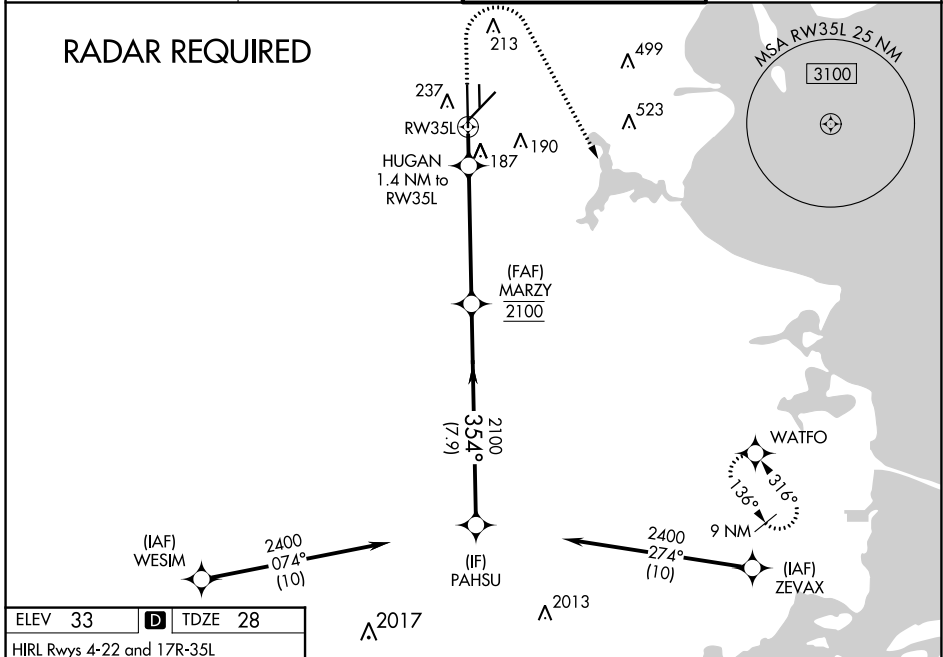 RADAR REQUIRED
213
499
MSA RW35L 25 NM
3100
237
523
RW35L
187
190
HUGAN
1.4 NM to
RW35L
(FAF)
MARZY
2100
2100
354°
(7.9)
WATFO
316°
136°
9 NM
(IAF)
WESIM
2400
074°
(10)
(IF)
PAHSU
2400
274°
(10)
(IAF)
ZEVAX
2017
2013
ELEV 33 D TDZE 28
HIRL Rwys 4-22 and 17R-35L